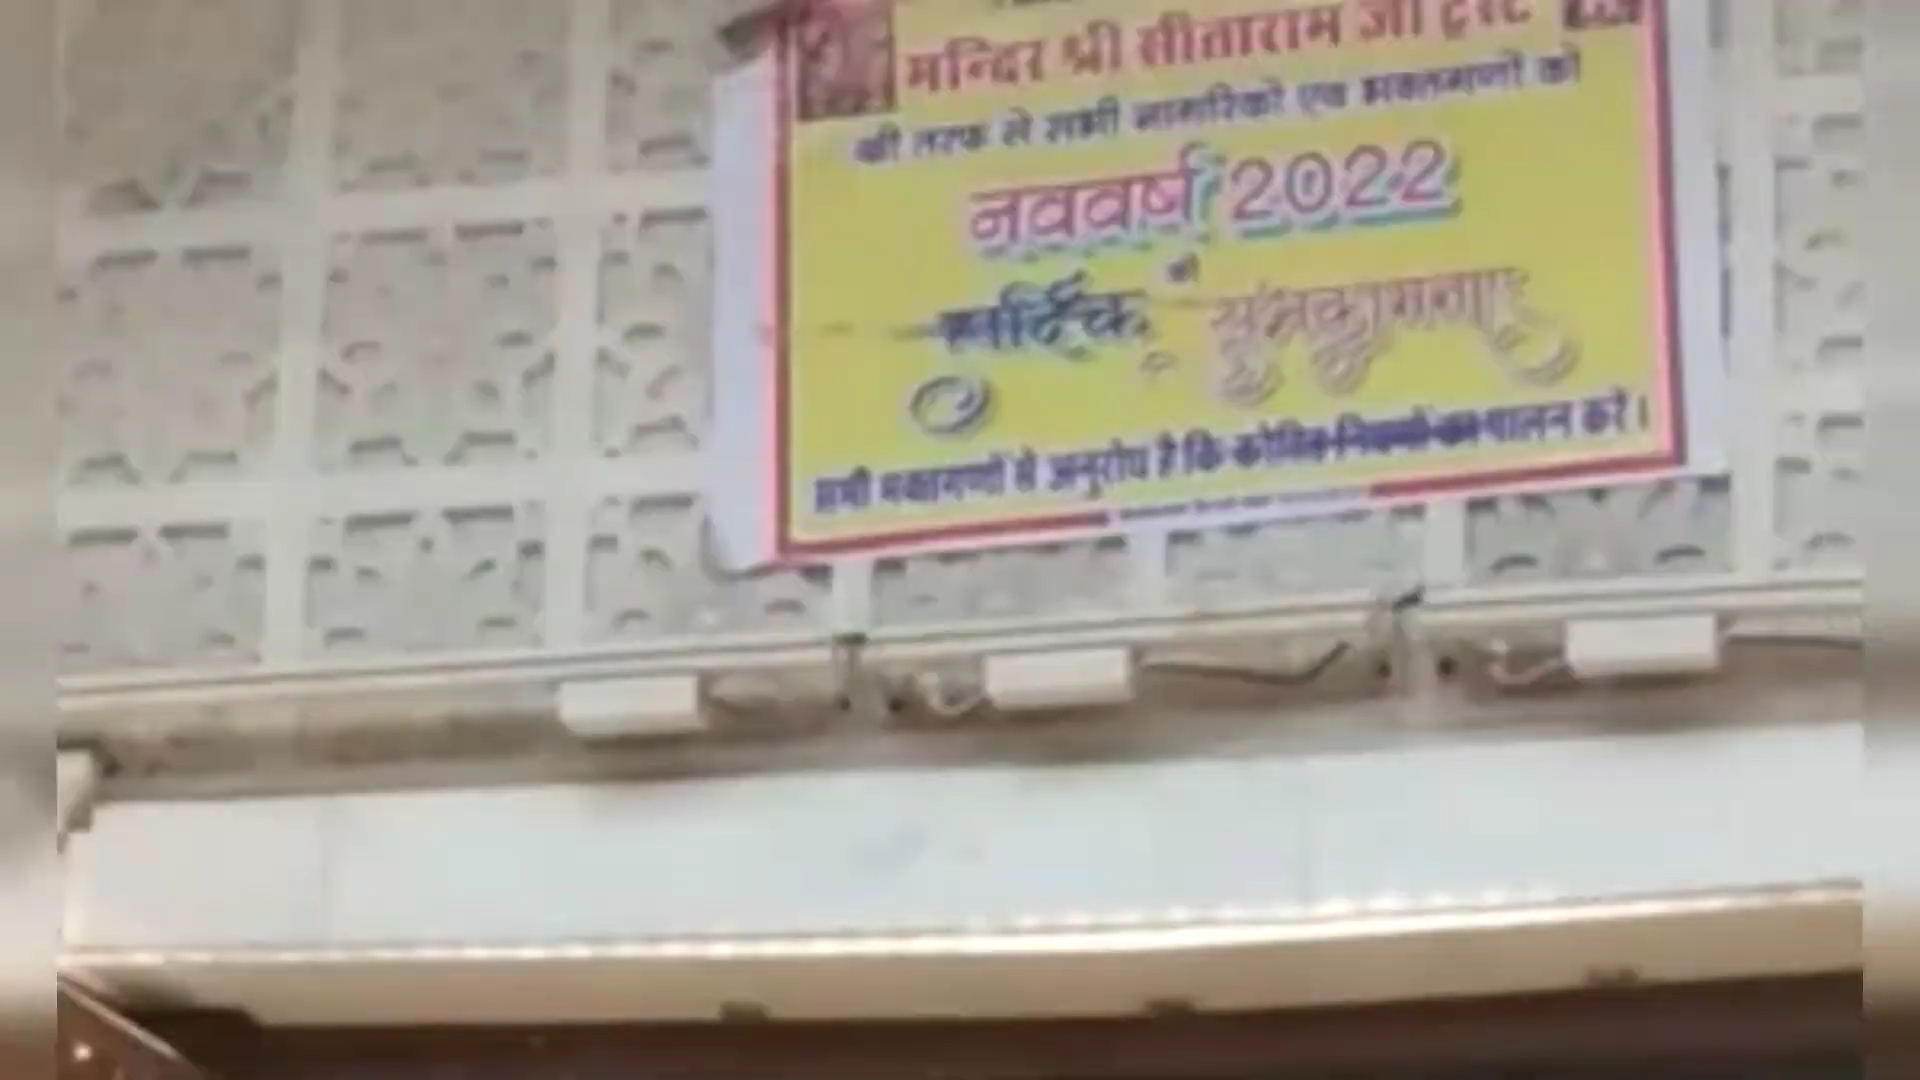 मन्दिर श्री सीताराम जी ट्रस्ट
की तरफ से सभी नागरिको एवं भक्तगणों को
नववर्ष 2022
की
हार्दिक शुभकामनाएं
सभी भक्तगणों से अनुरोध है कि कोविड नियमो का पालन करे ।